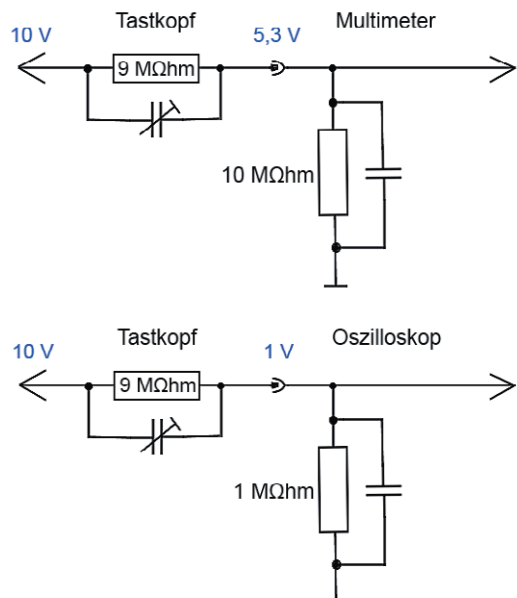 Tastkopf Multimeter
10 V 5,3 V
9 MΩhm
10 MΩhm
Tastkopf Oszilloskop
10 V 1 V
9 MΩhm
1 MΩhm